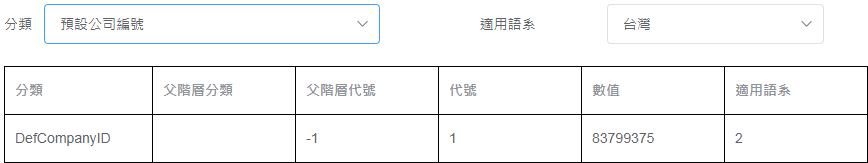 分類 預設公司編號 適用語系 台灣
分類 父階層分類 父階層代號 代號 數值 適用語系
DefCompanyID -1 1 83799375 2